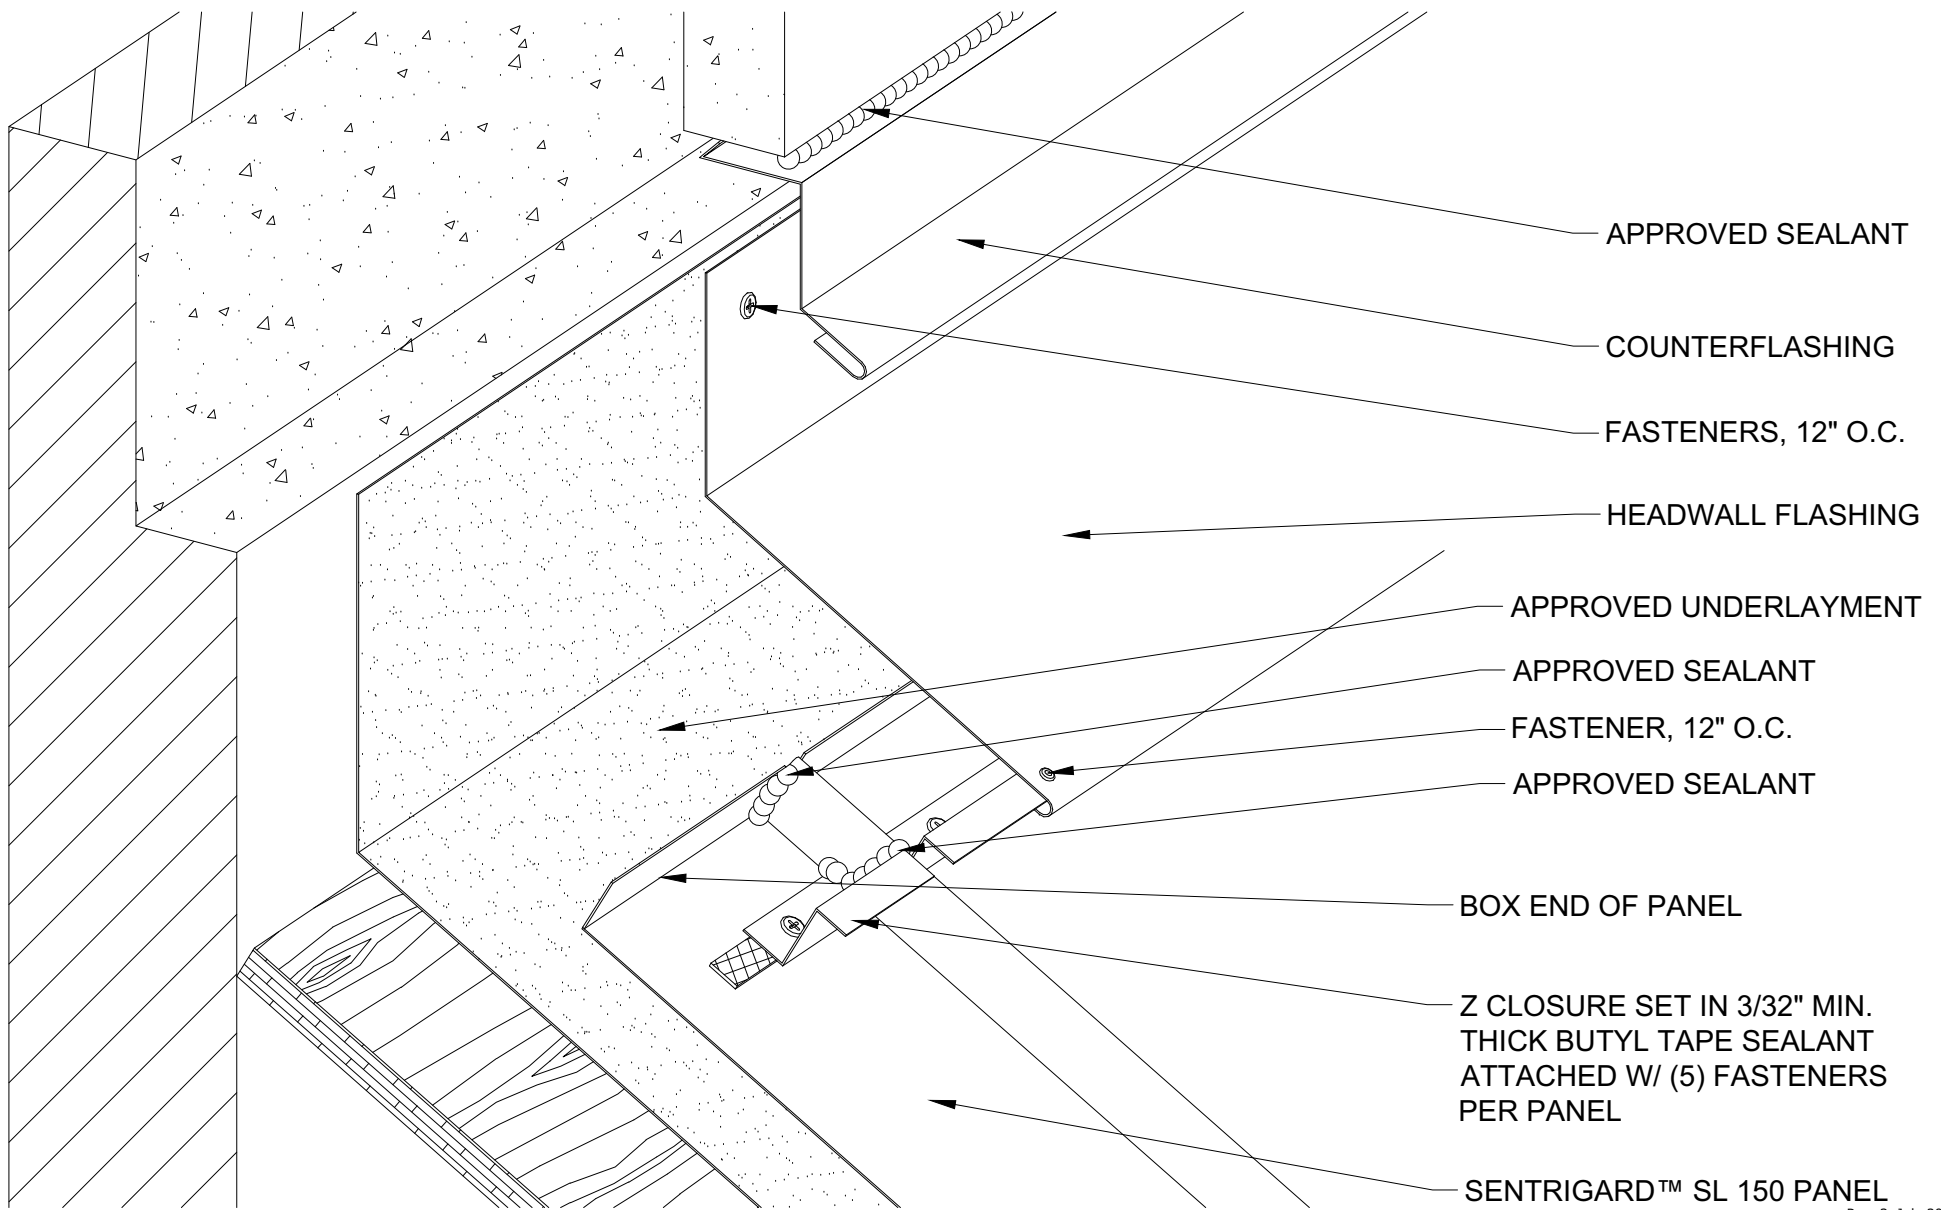 APPROVED SEALANT
COUNTERFLASHING
FASTENERS, 12" O.C.
HEADWALL FLASHING
APPROVED UNDERLAYMENT
APPROVED SEALANT
FASTENER, 12" O.C.
APPROVED SEALANT
BOX END OF PANEL
Z CLOSURE SET IN 3/32" MIN.
THICK BUTYL TAPE SEALANT
ATTACHED W/ (5) FASTENERS
PER PANEL
SENTRIGARD™ SL 150 PANEL